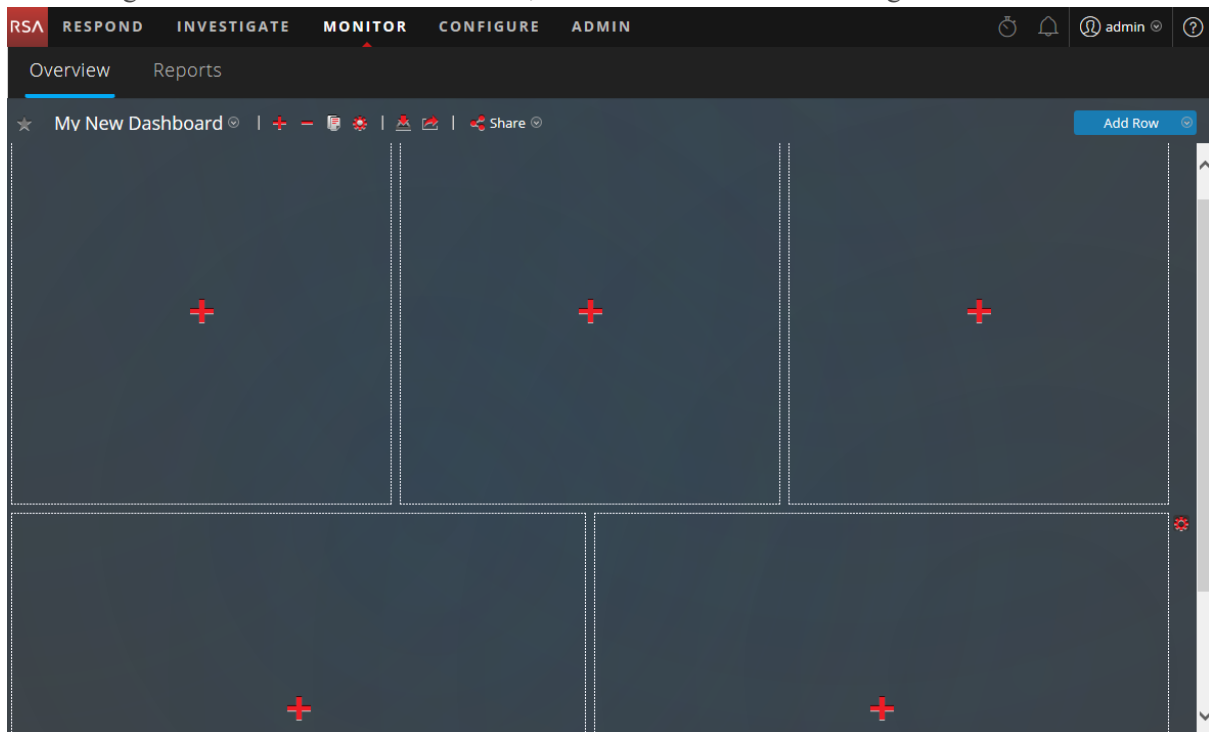 RSA RESPOND INVESTIGATE MONITOR CONFIGURE ADMIN admin ?
Overview Reports
My New Dashboard Share Add Row